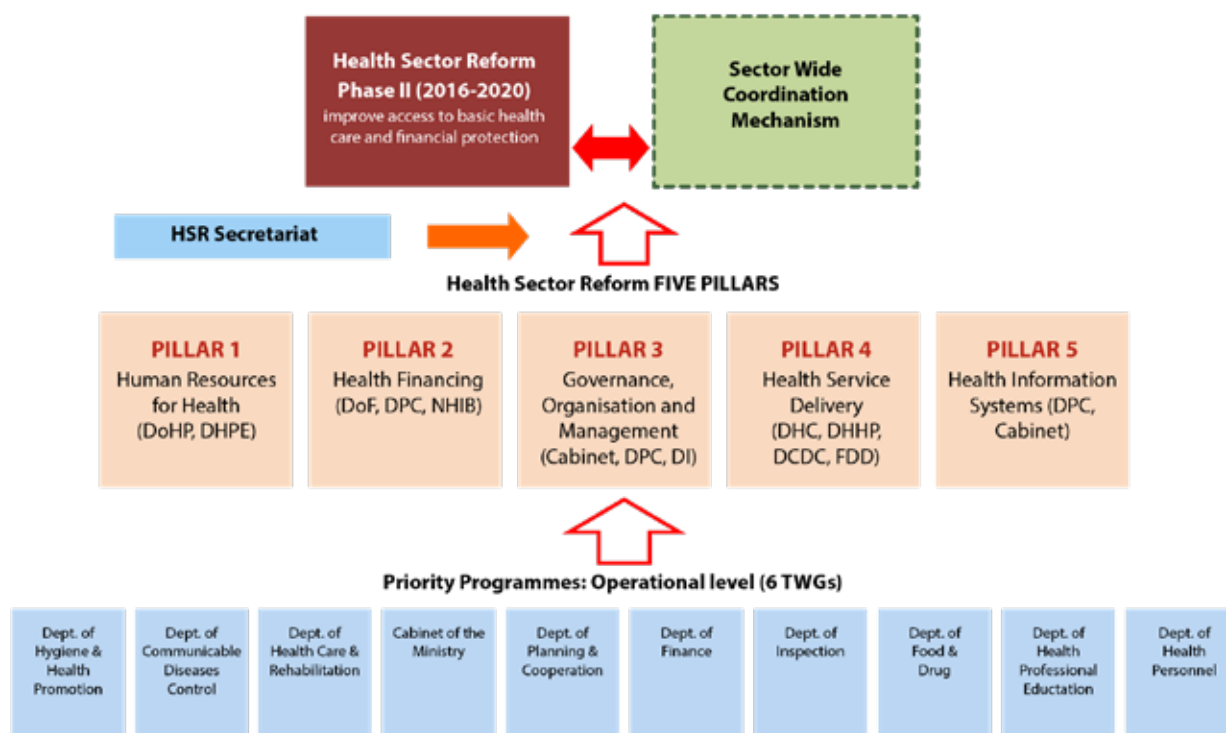 Health Sector Reform
Phase II (2016-2020)
improve access to basic health
care and financial protection
Sector Wide
Coordination
Mechanism
HSR Secretariat
Health Sector Reform FIVE PILLARS
PILLAR 1
Human Resources
for Health
(DoHP, DHPE)
PILLAR 2
Health Financing
(DoF, DPC, NHIB)
PILLAR 3
Governance,
Organisation and
Management
(Cabinet, DPC, DI)
PILLAR 4
Health Service
Delivery
(DHC, DHHP,
DCDC, FDD)
PILLAR 5
Health Information
Systems (DPC,
Cabinet)
Priority Programmes: Operational level (6 TWGs)
Dept. of
Hygiene &
Health
Promotion
Dept. of
Communicable
Diseases
Control
Dept. of
Health Care &
Rehabilitation
Cabinet of the
Ministry
Dept. of
Planning &
Cooperation
Dept. of
Finance
Dept. of
Inspection
Dept. of
Food &
Drug
Dept. of
Health
Professional
Eductation
Dept. of
Health
Personnel